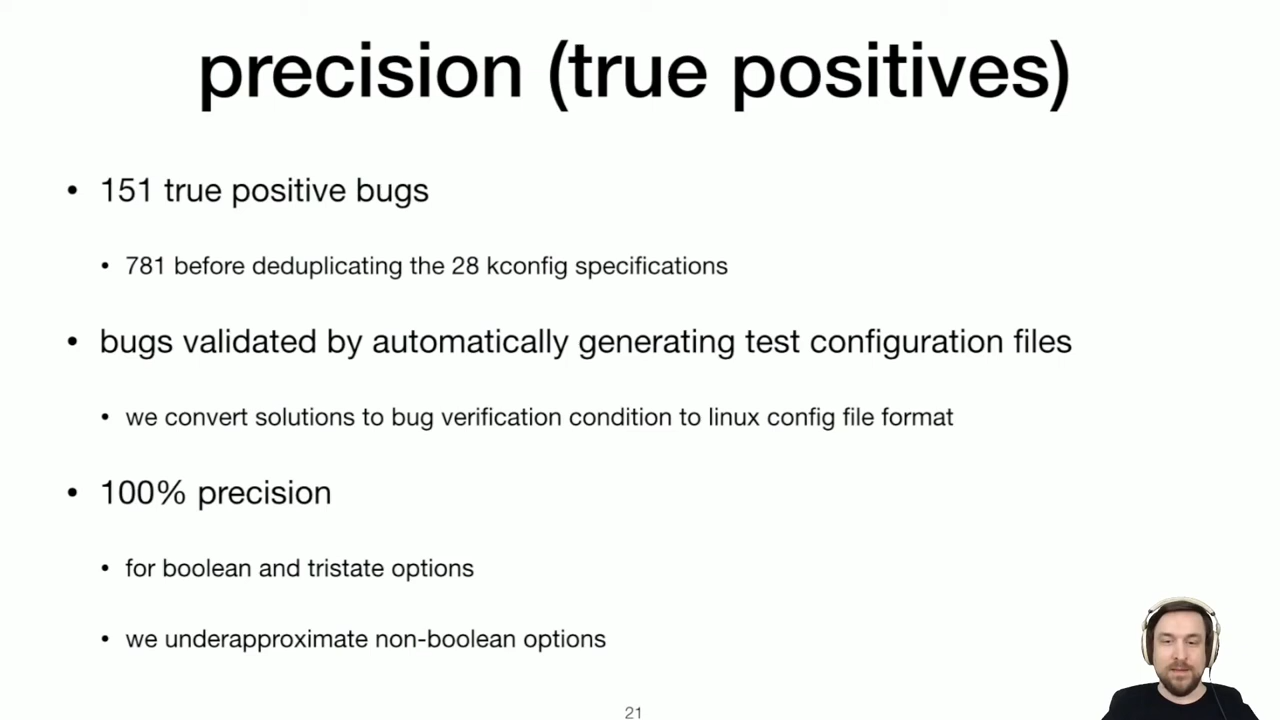 precision (true positives)
• 151 true positive bugs
• 781 before deduplicating the 28 kconfig specifications
• bugs validated by automatically generating test configuration files
• we convert solutions to bug verification condition to linux config file format
• 100% precision
• for boolean and tristate options
• we underapproximate non-boolean options
21